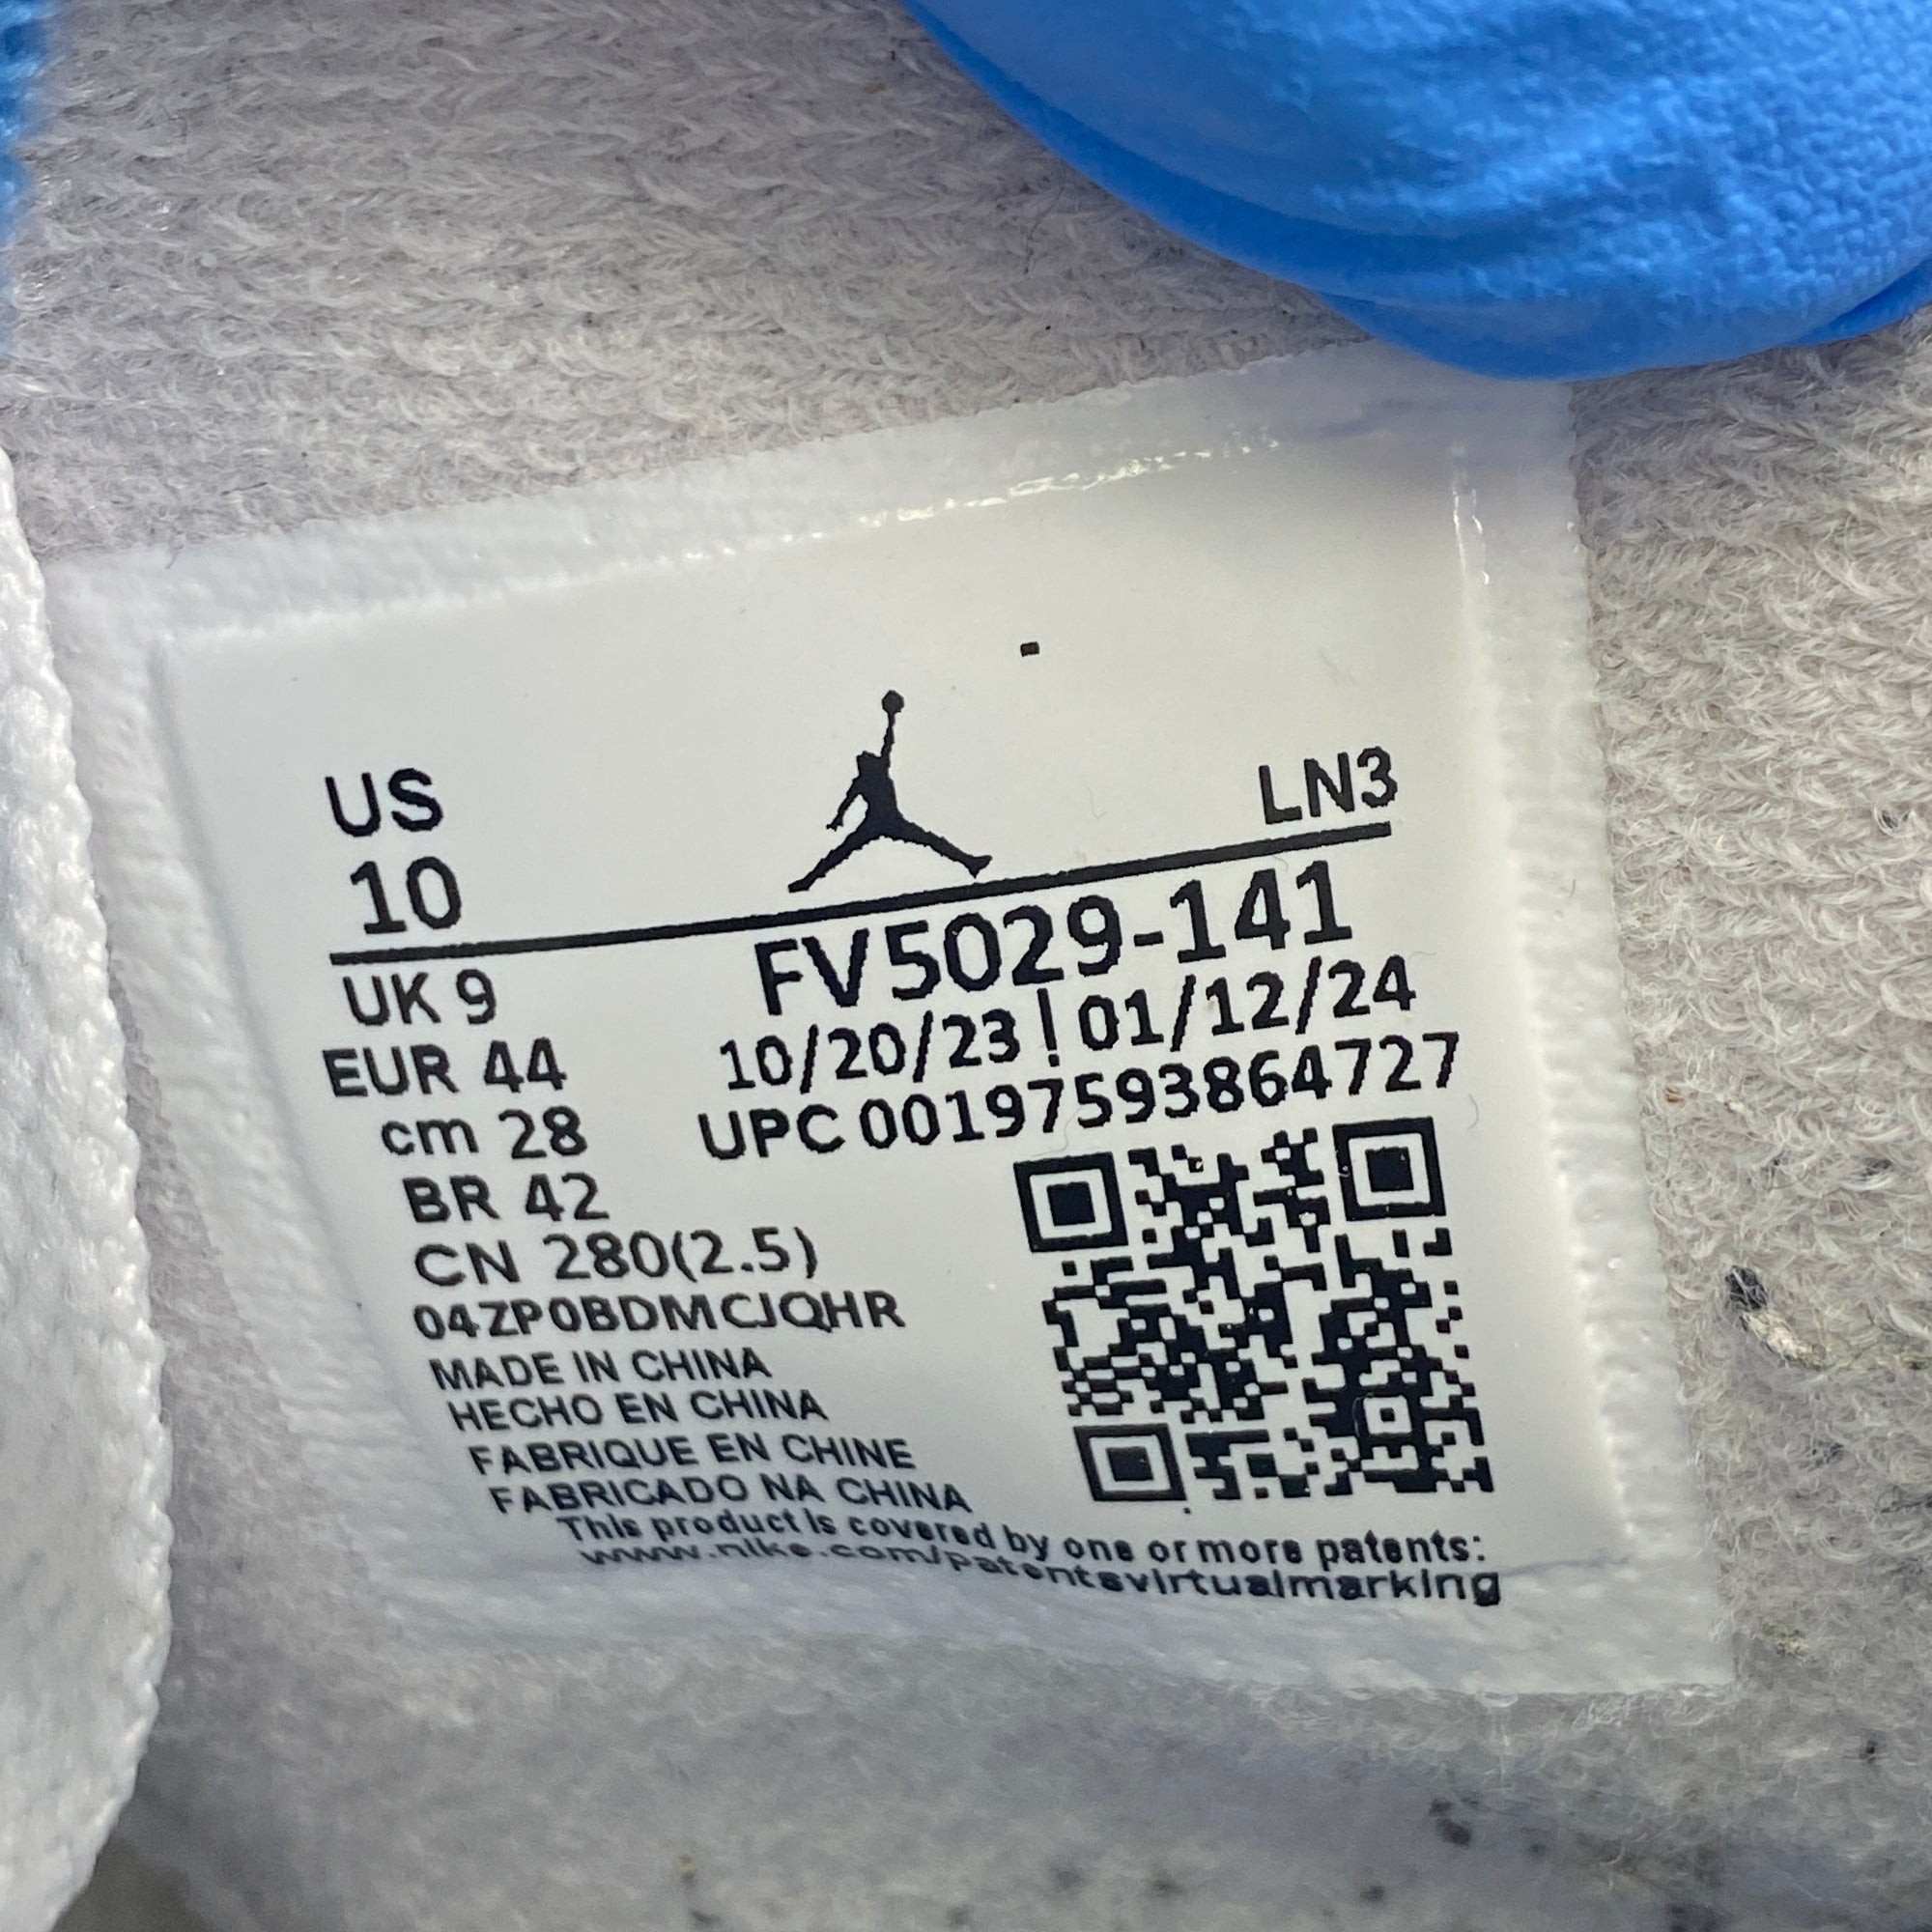 US
10
LN3
UK 9
EUR 44
cm 28
BR 42
CN 280(2.5)
04ZP0BDMCJQHR
FV5029-141
10/20/23 | 01/12/24
UPC 00197593864727
MADE IN CHINA
HECHO EN CHINA
FABRIQUE EN CHINE
FABRICADO NA CHINA
This product is covered by one or more patents:
www.nike.com/patentsvirtualmarking